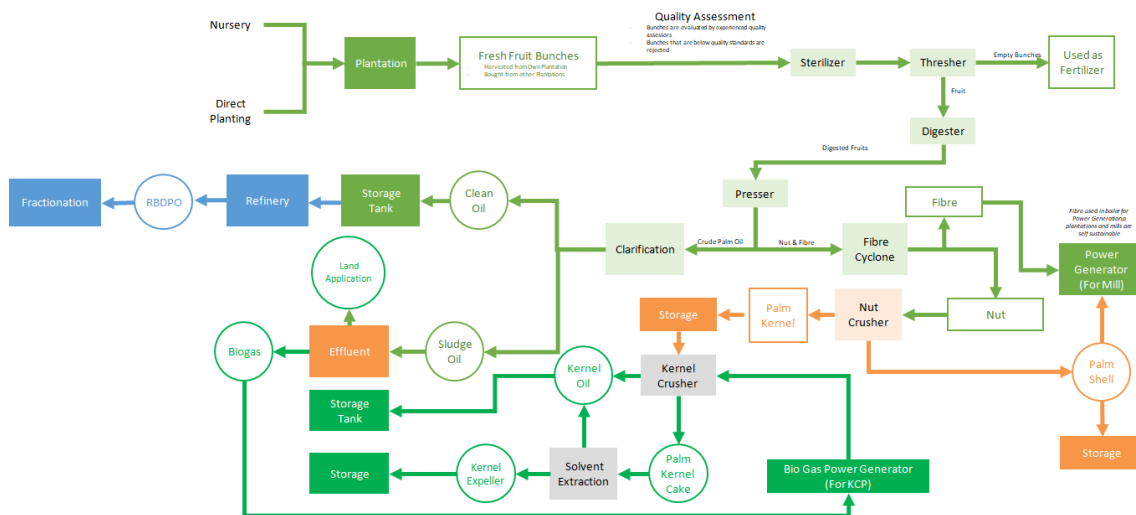 Quality Assessment
- Bunches are evaluated by experienced quality
assessors
- Bunches that are below quality standards are
rejected
Nursery
Plantation
Direct
Planting
Fresh Fruit Bunches
- Harvested from Own Plantation
- Bought from other Plantations
Sterilizer
Thresher
Empty Bunches
Used as
Fertilizer
Fruit
Digester
Digested Fruits
Presser
Crude Palm Oil
Nut & Fibre
Clarification
Fibre
Cyclone
Fibre
Fibre used in boiler for
Power Generationa,
plantations and mills are
self sustainable
Power
Generator
(For Mill)
Fractionation
RBDPO
Refinery
Storage
Tank
Clean
Oil
Land
Application
Biogas
Effluent
Sludge
Oil
Storage
Palm
Kernel
Nut
Crusher
Nut
Kernel
Oil
Kernel
Crusher
Palm
Shell
Storage
Tank
Storage
Storage
Kernel
Expeller
Solvent
Extraction
Palm
Kernel
Cake
Bio Gas Power Generator
(For KCP)